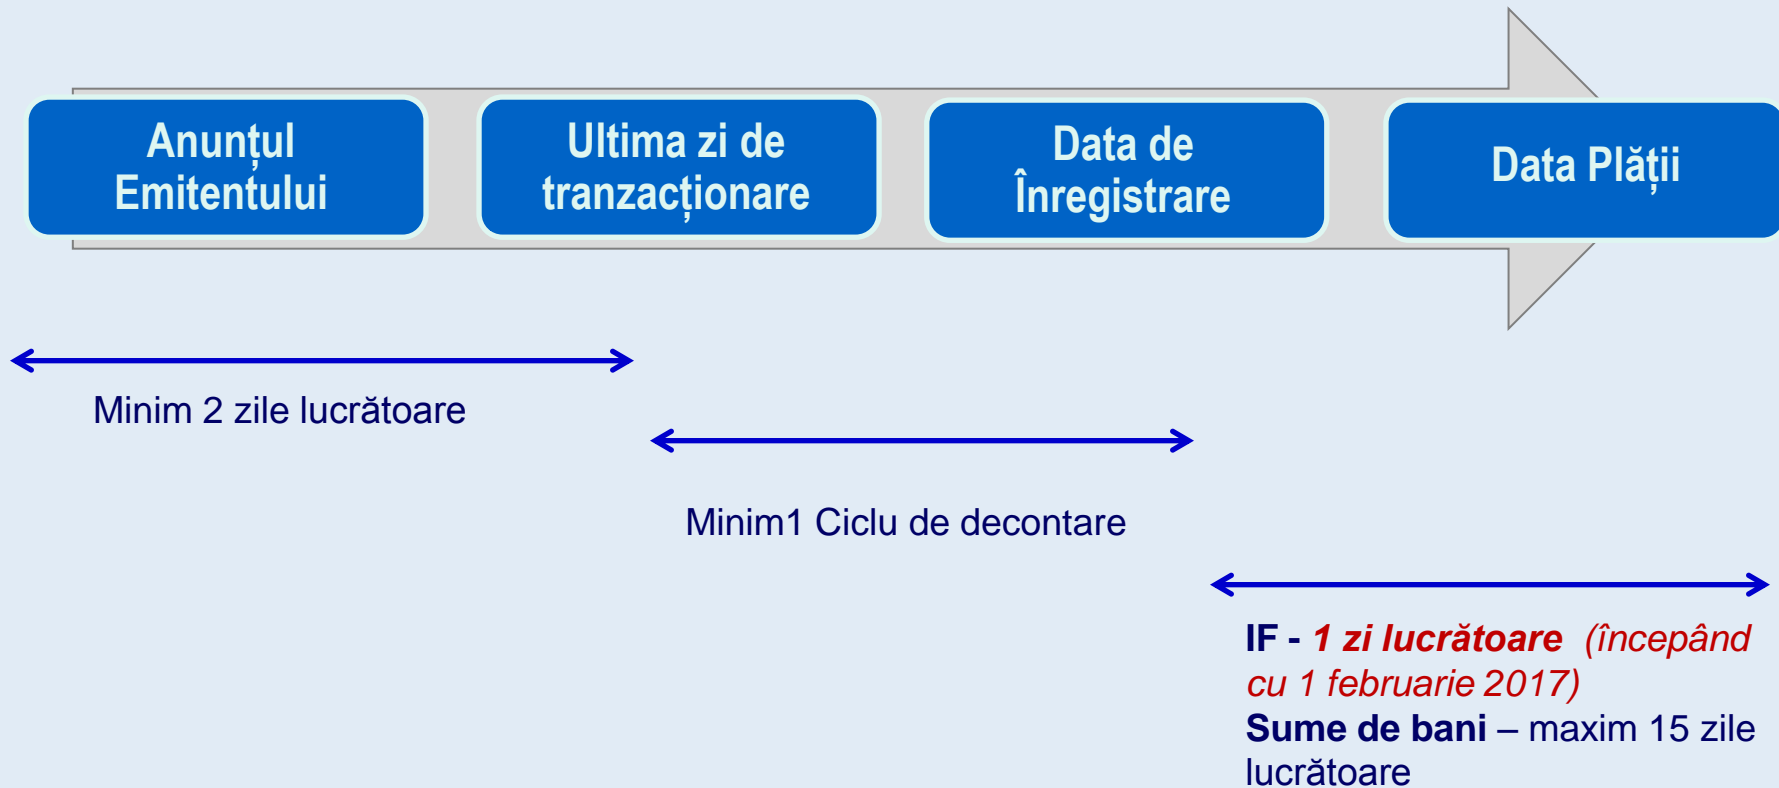 Anunțul
Emitentului
Ultima zi de
tranzacționare
Data de
Înregistrare
Data Plății
Minim 2 zile lucrătoare
Minim1 Ciclu de decontare
IF - 1 zi lucrătoare (începând
cu 1 februarie 2017)
Sume de bani – maxim 15 zile
lucrătoare